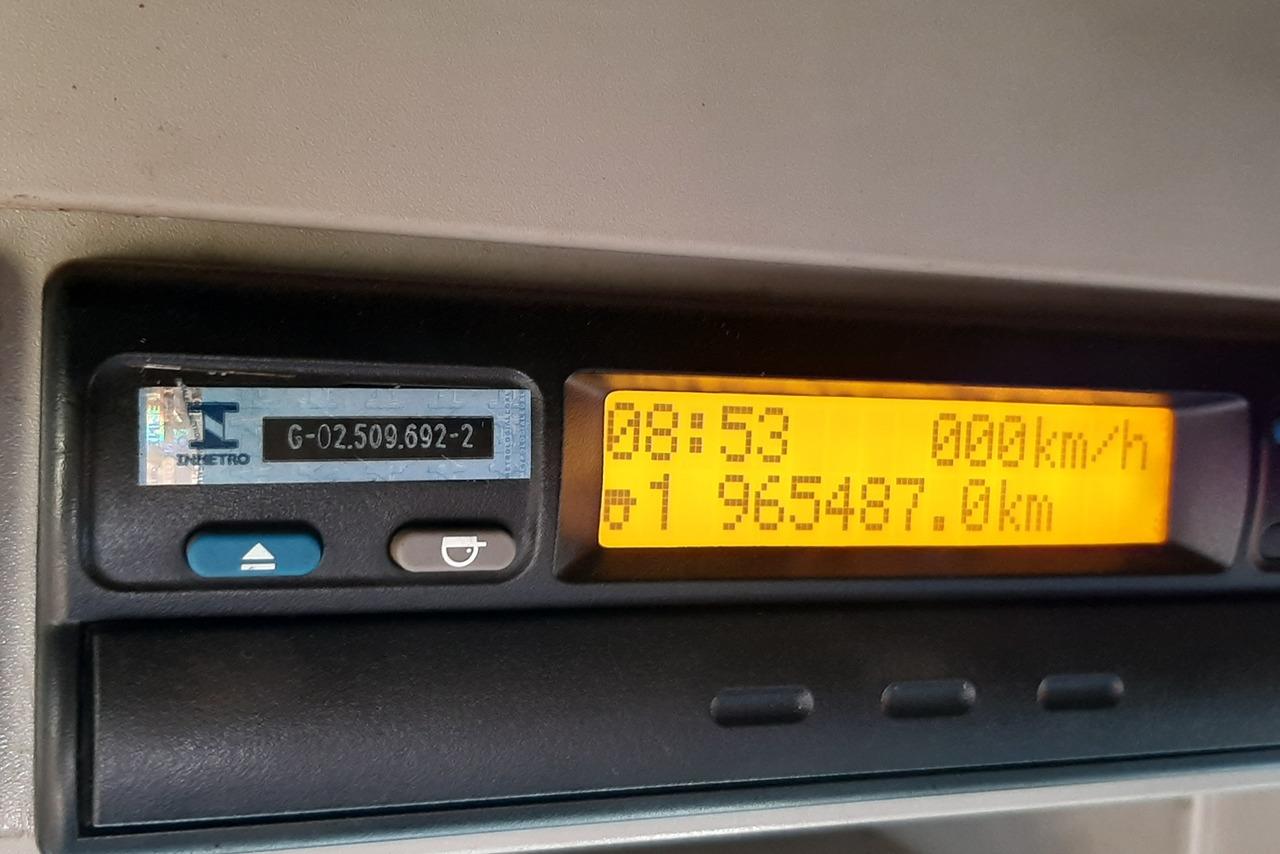 INMETRO
G-02.509.692-2
08:53 000km/h
1 965487.0km